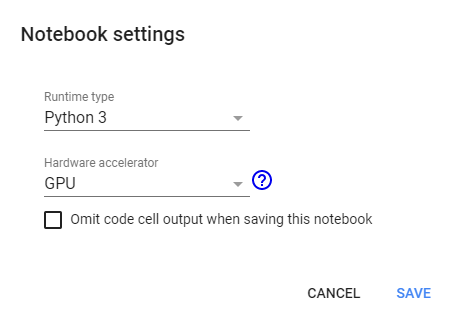 Notebook settings
Runtime type
Python 3
Hardware accelerator
GPU
?
Omit code cell output when saving this notebook
CANCEL SAVE